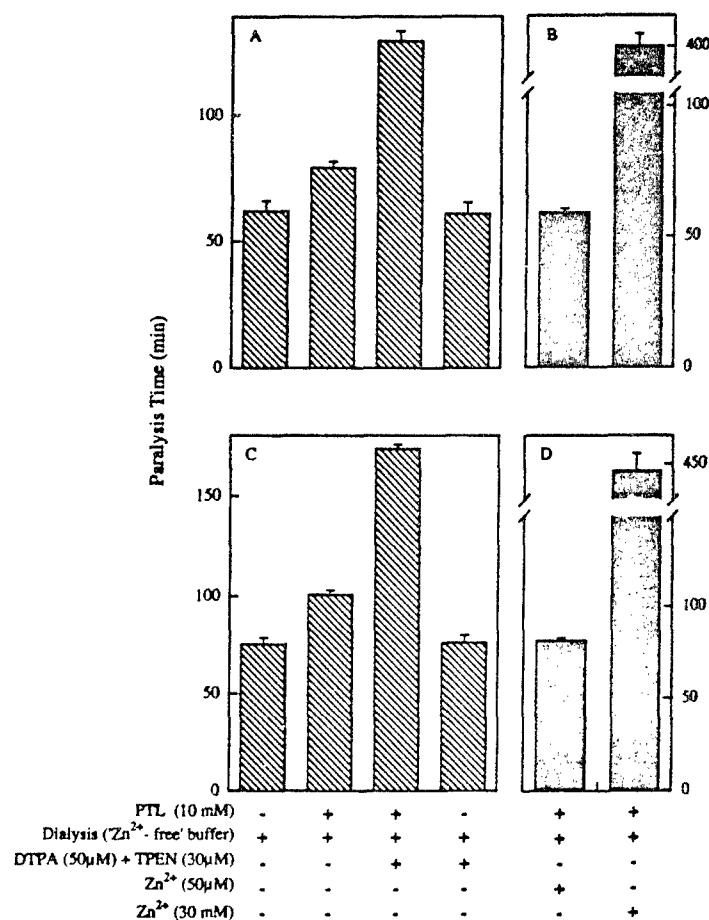 A
B
400
100
100
50
50
0
0
Paralysis Time (min)
C
D
450
150
100
100
50
50
0
0
PTL (10 mM) - + + - + +
Dialysis ('Zn2+- free' buffer) + + + + + +
DTPA (50µM) + TPEN (30µM) - - + + - -
Zn2+ (50µM) - - - - + -
Zn2+ (30 mM) - - - - - +